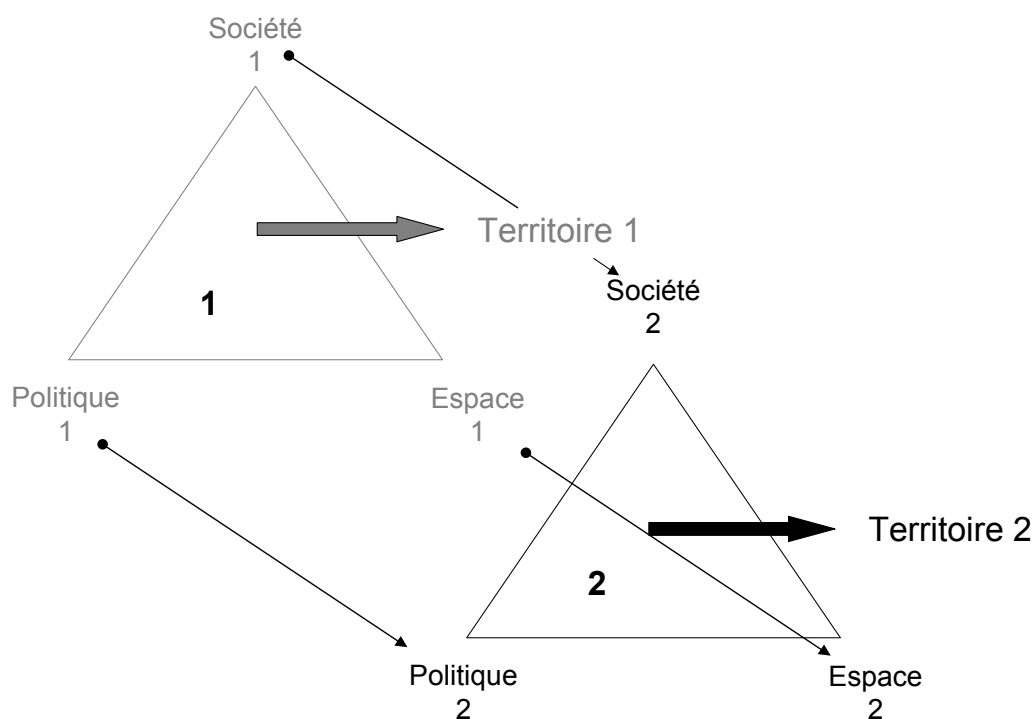 Société
1
Territoire 1
Société
2
1
Politique
1
Espace
1
Territoire 2
2
Politique
2
Espace
2